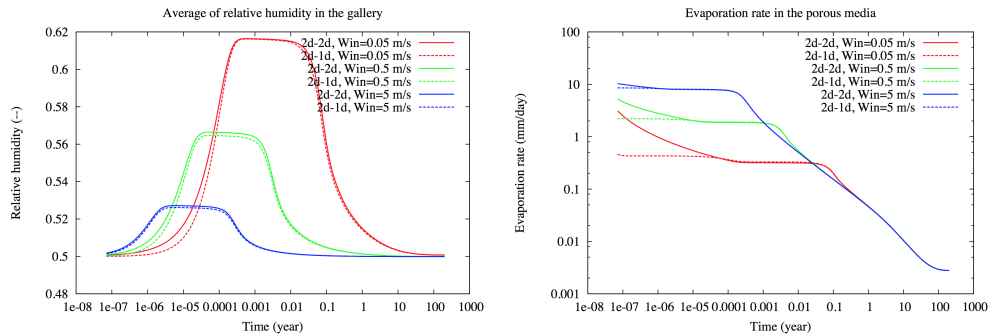 Average of relative humidity in the gallery
0.62
0.6
0.58
0.56
0.54
0.52
0.5
0.48
Relative humidity (--)
2d-2d, Win=0.05 m/s
2d-1d, Win=0.05 m/s
2d-2d, Win=0.5 m/s
2d-1d, Win=0.5 m/s
2d-2d, Win=5 m/s
2d-1d, Win=5 m/s
1e-08 1e-07 1e-06 1e-05 0.0001 0.001 0.01 0.1 1 10 100 1000
Time (year)
Evaporation rate in the porous media
100
10
1
0.1
0.01
0.001
Evaporation rate (mm/day)
2d-2d, Win=0.05 m/s
2d-1d, Win=0.05 m/s
2d-2d, Win=0.5 m/s
2d-1d, Win=0.5 m/s
2d-2d, Win=5 m/s
2d-1d, Win=5 m/s
1e-08 1e-07 1e-06 1e-05 0.0001 0.001 0.01 0.1 1 10 100 1000
Time (year)